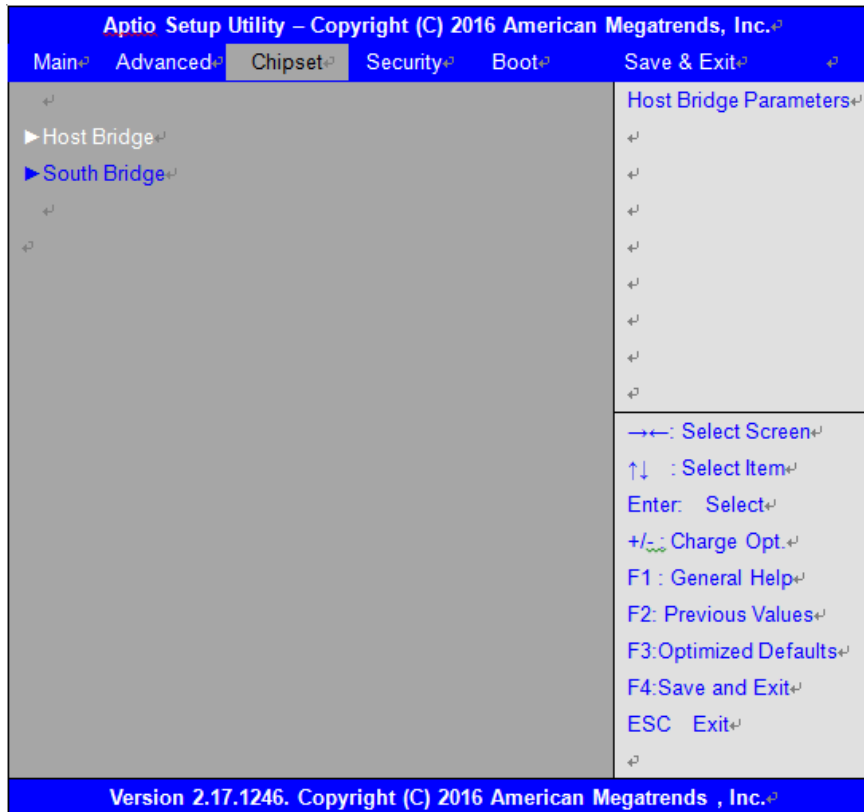 Aptio Setup Utility – Copyright (C) 2016 American Megatrends, Inc.
Main Advanced Chipset Security Boot Save & Exit
►Host Bridge
►South Bridge
Host Bridge Parameters
→←: Select Screen
↑↓ : Select Item
Enter: Select
+/- : Charge Opt.
F1 : General Help
F2: Previous Values
F3:Optimized Defaults
F4:Save and Exit
ESC Exit
Version 2.17.1246. Copyright (C) 2016 American Megatrends , Inc.